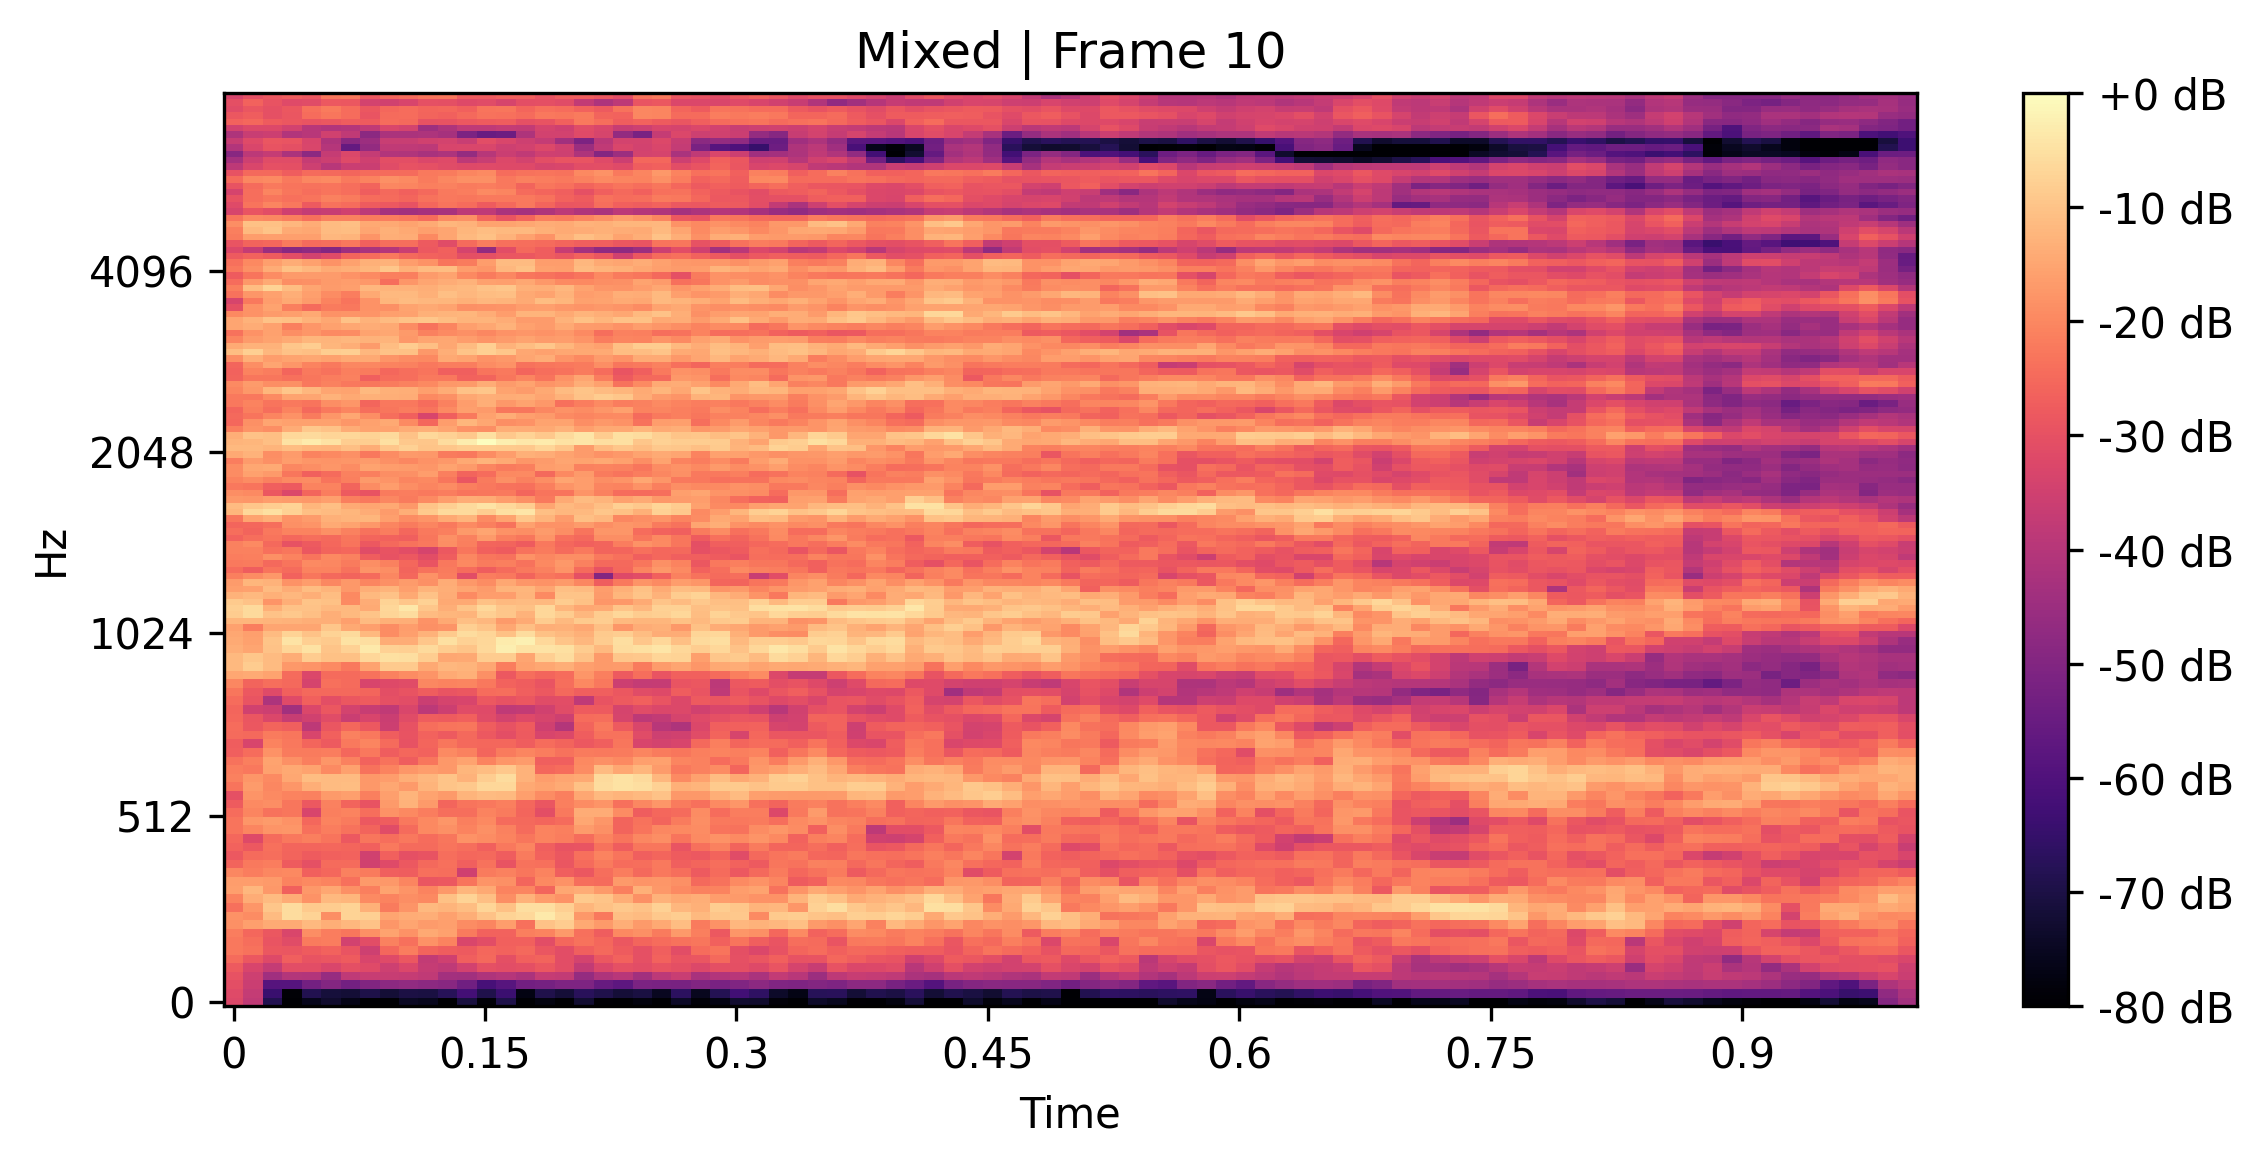 Mixed | Frame 10
+0 dB
-10 dB
4096
-20 dB
-30 dB
2048
Hz
-40 dB
1024
-50 dB
512
-60 dB
-70 dB
0
-80 dB
0 0.15 0.3 0.45 0.6 0.75 0.9
Time